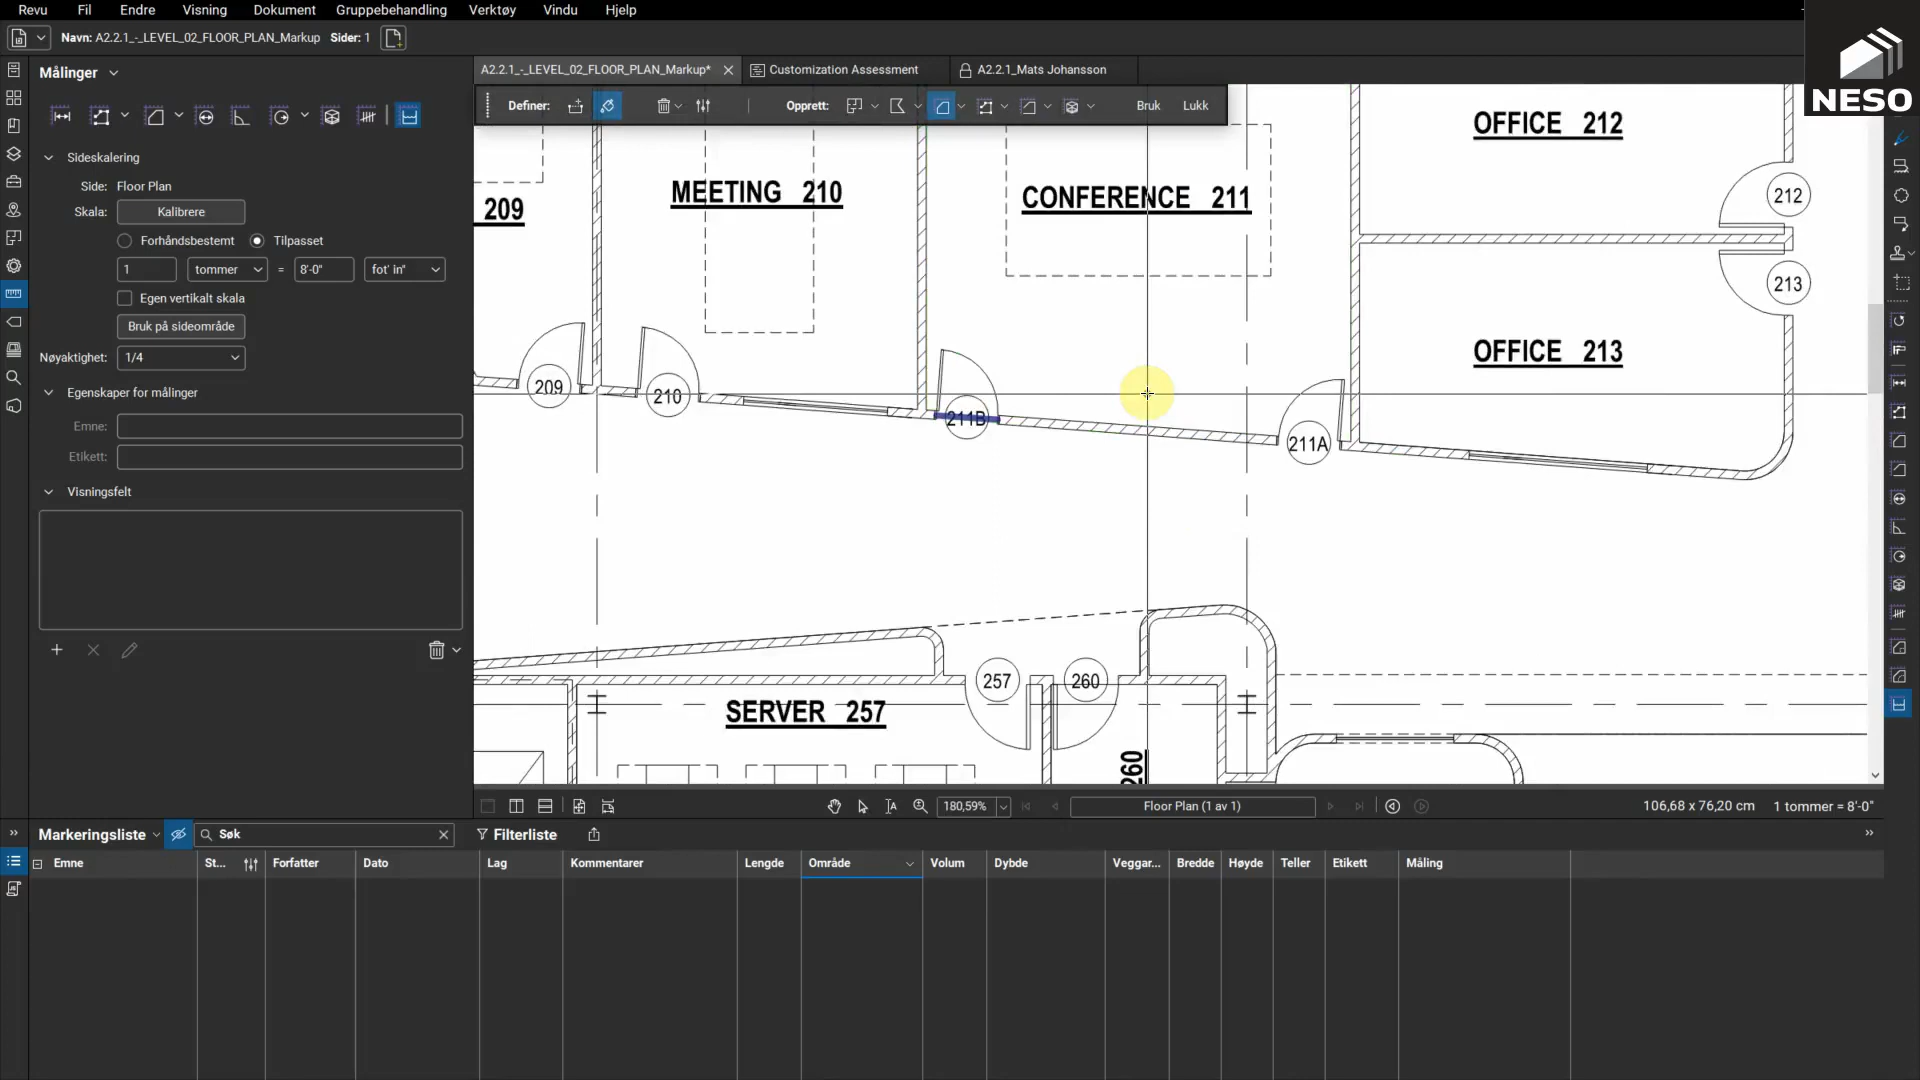 Revu Fil Endre Visning Dokument Gruppebehandling Verktøy Vindu Hjelp
Navn: A2.2.1_-_LEVEL_02_FLOOR_PLAN_Markup Sider: 1
NESO
Målinger
A2.2.1_-_LEVEL_02_FLOOR_PLAN_Markup* Customization Assessment A2.2.1_Mats Johansson
Definer: Opprett: Bruk Lukk
Sideskalering
Side: Floor Plan
Skala: Kalibrere
Forhåndsbestemt Tilpasset
1 tommer = 8'-0" fot' in"
Egen vertikalt skala
Bruk på sideområde
Nøyaktighet: 1/4
Egenskaper for målinger
Emne:
Etikett:
Visningsfelt
209
MEETING 210
CONFERENCE 211
OFFICE 212
212
213
OFFICE 213
209
210
211B
211A
257
260
SERVER 257
260
180,59% Floor Plan (1 av 1) 106,68 x 76,20 cm 1 tommer = 8'-0"
Markeringsliste Søk Filterliste
Emne St... Forfatter Dato Lag Kommentarer Lengde Område Volum Dybde Veggar... Bredde Høyde Teller Etikett Måling